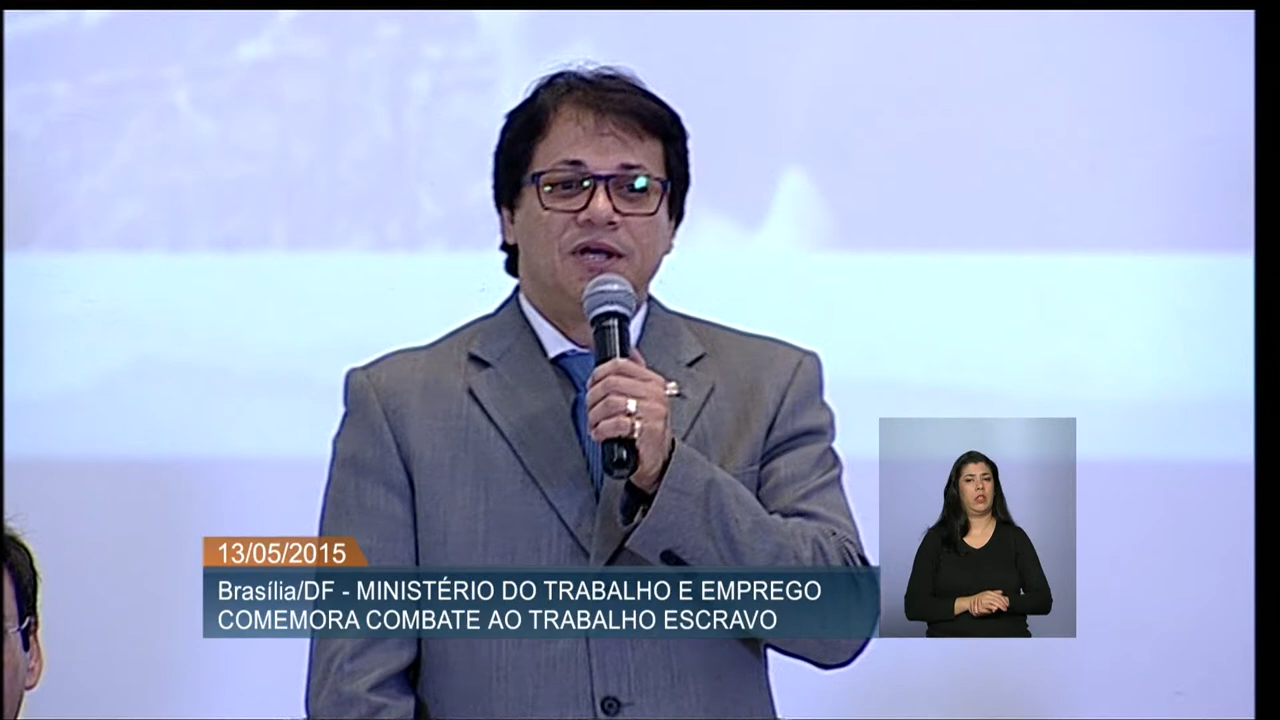 13/05/2015
Brasília/DF - MINISTÉRIO DO TRABALHO E EMPREGO
COMEMORA COMBATE AO TRABALHO ESCRAVO